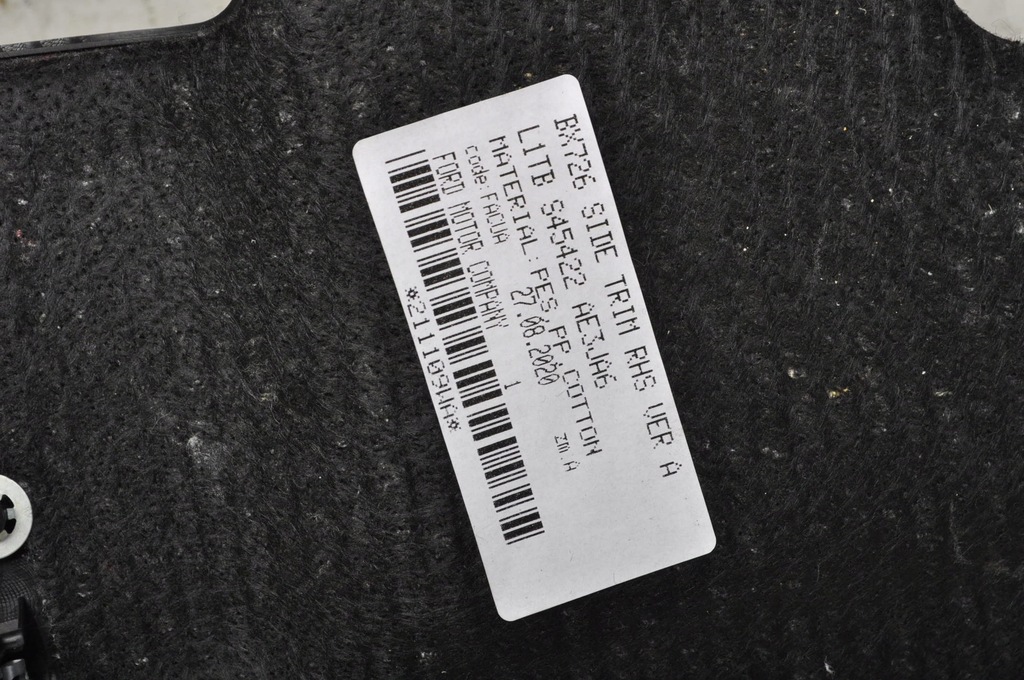 BX726 SIDE TRIM RHS VER A
L1TB S45422 AE3JA6
MATERIAL: PES,PP,COTTON
Code: FACUA 27.08.2020 zm.A
FORD MOTOR COMPANY 1
*211109WA*